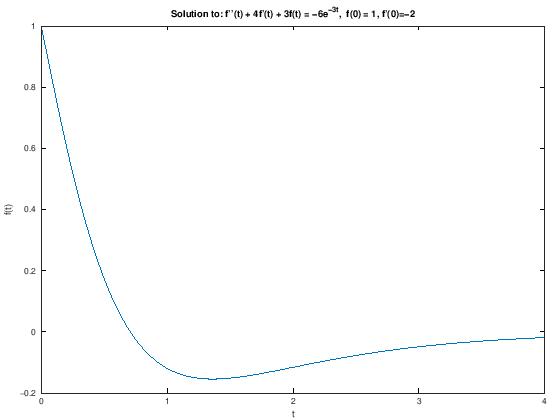 Solution to: f''(t) + 4f'(t) + 3f(t) = −6e^{−3t}, f(0) = 1, f'(0)=−2
1
0.8
0.6
0.4
0.2
0
−0.2
f(t)
0 1 2 3 4
t